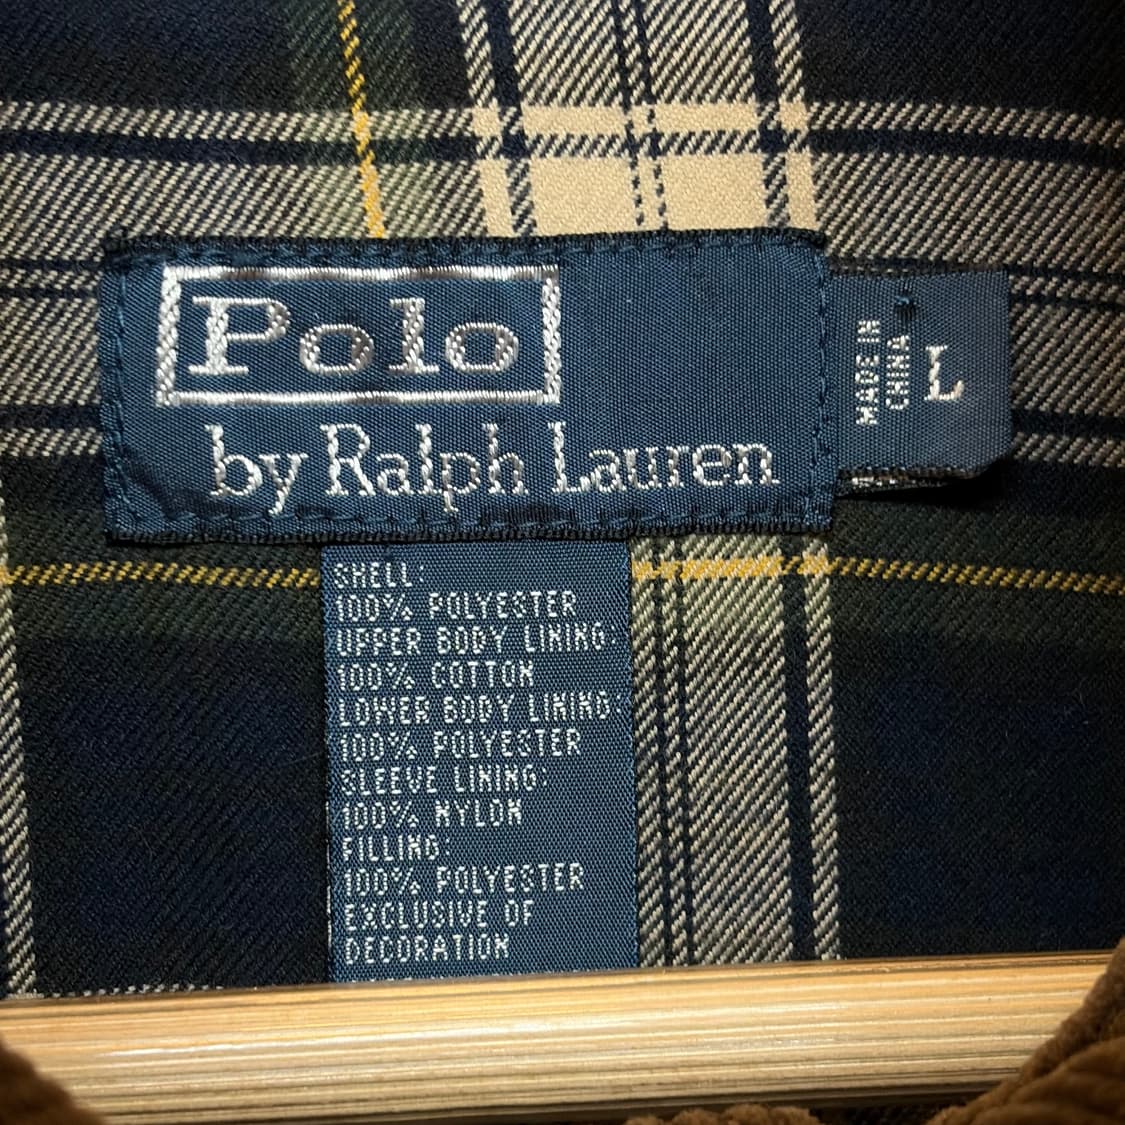 Polo
by Ralph Lauren
MADE IN
CHINA
L
SHELL:
100% POLYESTER
UPPER BODY LINING:
100% COTTON
LOWER BODY LINING:
100% POLYESTER
SLEEVE LINING:
100% NYLON
FILLING:
100% POLYESTER
EXCLUSIVE OF
DECORATION